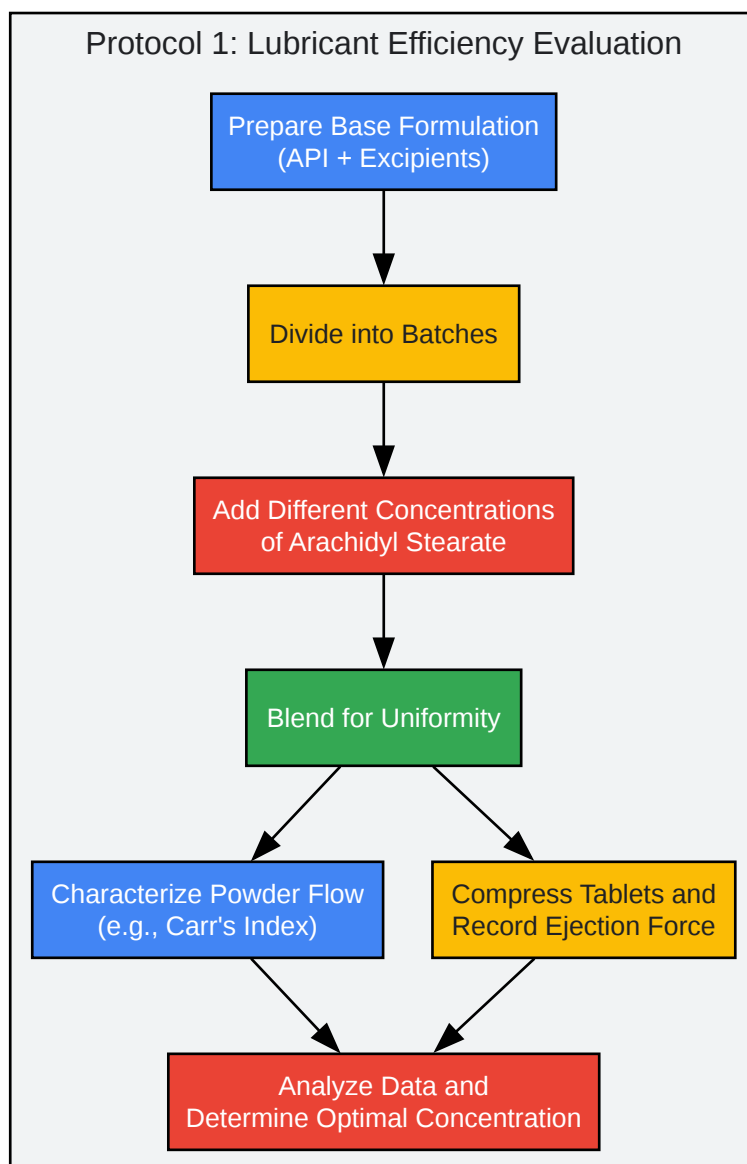 Protocol 1: Lubricant Efficiency Evaluation
Prepare Base Formulation
(API + Excipients)
Divide into Batches
Add Different Concentrations
of Arachidyl Stearate
Blend for Uniformity
Characterize Powder Flow
(e.g., Carr's Index)
Compress Tablets and
Record Ejection Force
Analyze Data and
Determine Optimal Concentration